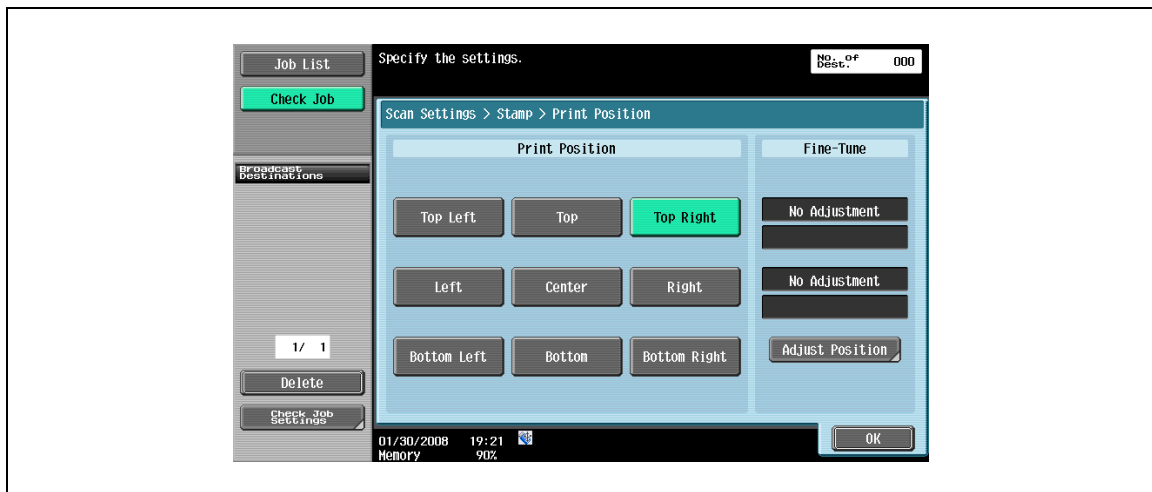 Job List
Check Job
Broadcast
Destinations
1/ 1
Delete
Check Job
Settings
Specify the settings.
No. of
Dest.
000
Scan Settings > Stamp > Print Position
Print Position
Fine-Tune
Top Left
Top
Top Right
No Adjustment
Left
Center
Right
No Adjustment
Bottom Left
Bottom
Bottom Right
Adjust Position
01/30/2008 19:21
Memory 90%
OK